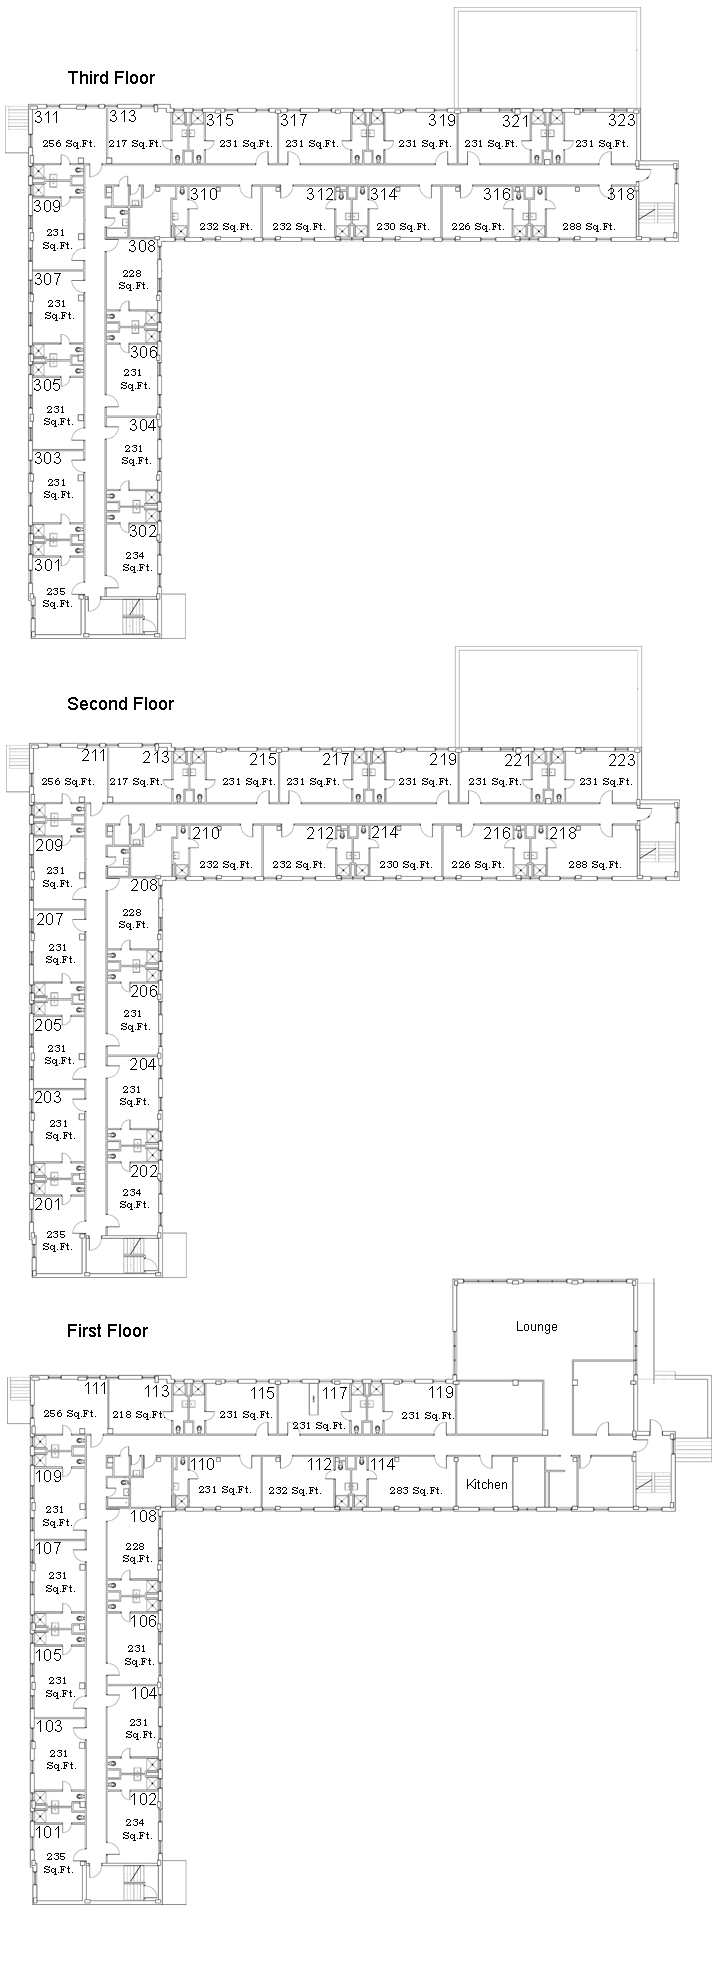 Third Floor
311 313 315 317 319 321 323
256 Sq.Ft. 217 Sq.Ft. 231 Sq.Ft. 231 Sq.Ft. 231 Sq.Ft. 231 Sq.Ft. 231 Sq.Ft.
310 312 314 316 318
232 Sq.Ft. 232 Sq.Ft. 230 Sq.Ft. 226 Sq.Ft. 288 Sq.Ft.
309
231
Sq.Ft.
308
228
Sq.Ft.
307
231
Sq.Ft.
306
231
Sq.Ft.
305
231
Sq.Ft.
304
231
Sq.Ft.
303
231
Sq.Ft.
302
234
Sq.Ft.
301
235
Sq.Ft.
Second Floor
211 213 215 217 219 221 223
256 Sq.Ft. 217 Sq.Ft. 231 Sq.Ft. 231 Sq.Ft. 231 Sq.Ft. 231 Sq.Ft. 231 Sq.Ft.
210 212 214 216 218
232 Sq.Ft. 232 Sq.Ft. 230 Sq.Ft. 226 Sq.Ft. 288 Sq.Ft.
209
231
Sq.Ft.
208
228
Sq.Ft.
207
231
Sq.Ft.
206
231
Sq.Ft.
205
231
Sq.Ft.
204
231
Sq.Ft.
203
231
Sq.Ft.
202
234
Sq.Ft.
201
235
Sq.Ft.
First Floor
Lounge
111 113 115 117 119
256 Sq.Ft. 218 Sq.Ft. 231 Sq.Ft. 231 Sq.Ft. 231 Sq.Ft.
110 112 114
231 Sq.Ft. 232 Sq.Ft. 283 Sq.Ft. Kitchen
109
231
Sq.Ft.
108
228
Sq.Ft.
107
231
Sq.Ft.
106
231
Sq.Ft.
105
231
Sq.Ft.
104
231
Sq.Ft.
103
231
Sq.Ft.
102
234
Sq.Ft.
101
235
Sq.Ft.